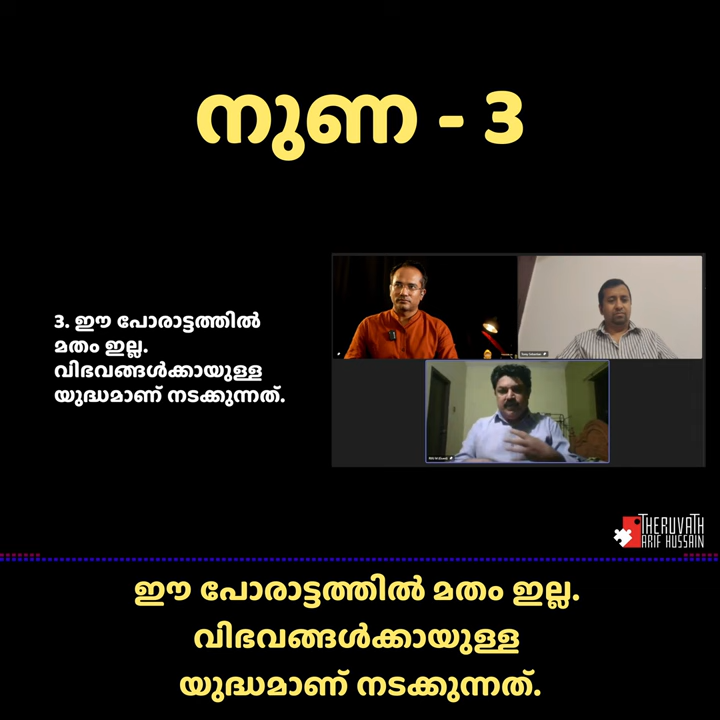 നുണ - 3
3. ഈ പോരാട്ടത്തിൽ
മതം ഇല്ല.
വിഭവങ്ങൾക്കായുള്ള
യുദ്ധമാണ് നടക്കുന്നത്.
THERUVATH
ARIF HUSSAIN
ഈ പോരാട്ടത്തിൽ മതം ഇല്ല.
വിഭവങ്ങൾക്കായുള്ള
യുദ്ധമാണ് നടക്കുന്നത്.